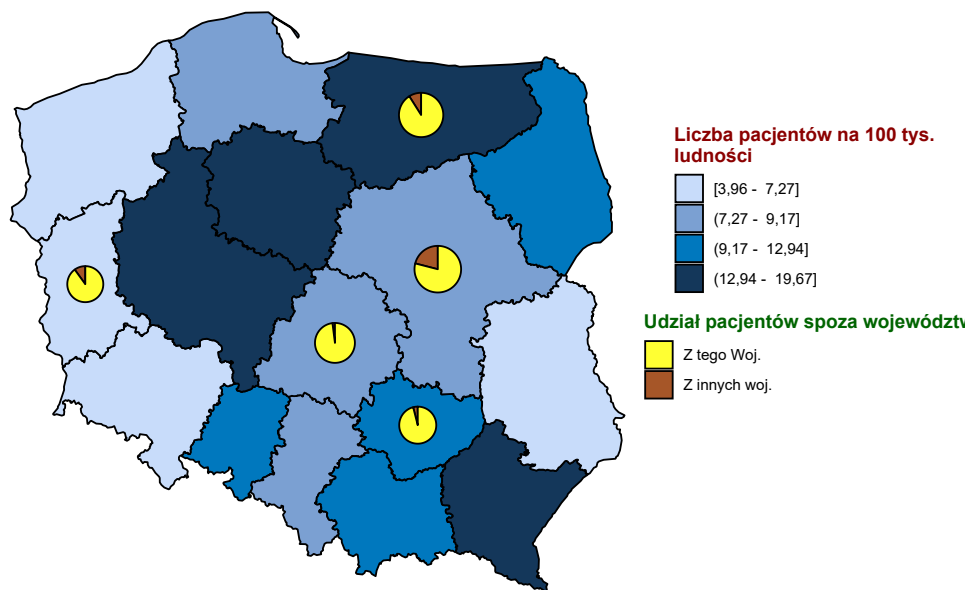 Liczba pacjentów na 100 tys.
ludności
[3,96 - 7,27]
(7,27 - 9,17]
(9,17 - 12,94]
(12,94 - 19,67]
Udział pacjentów spoza województw
Z tego Woj.
Z innych woj.